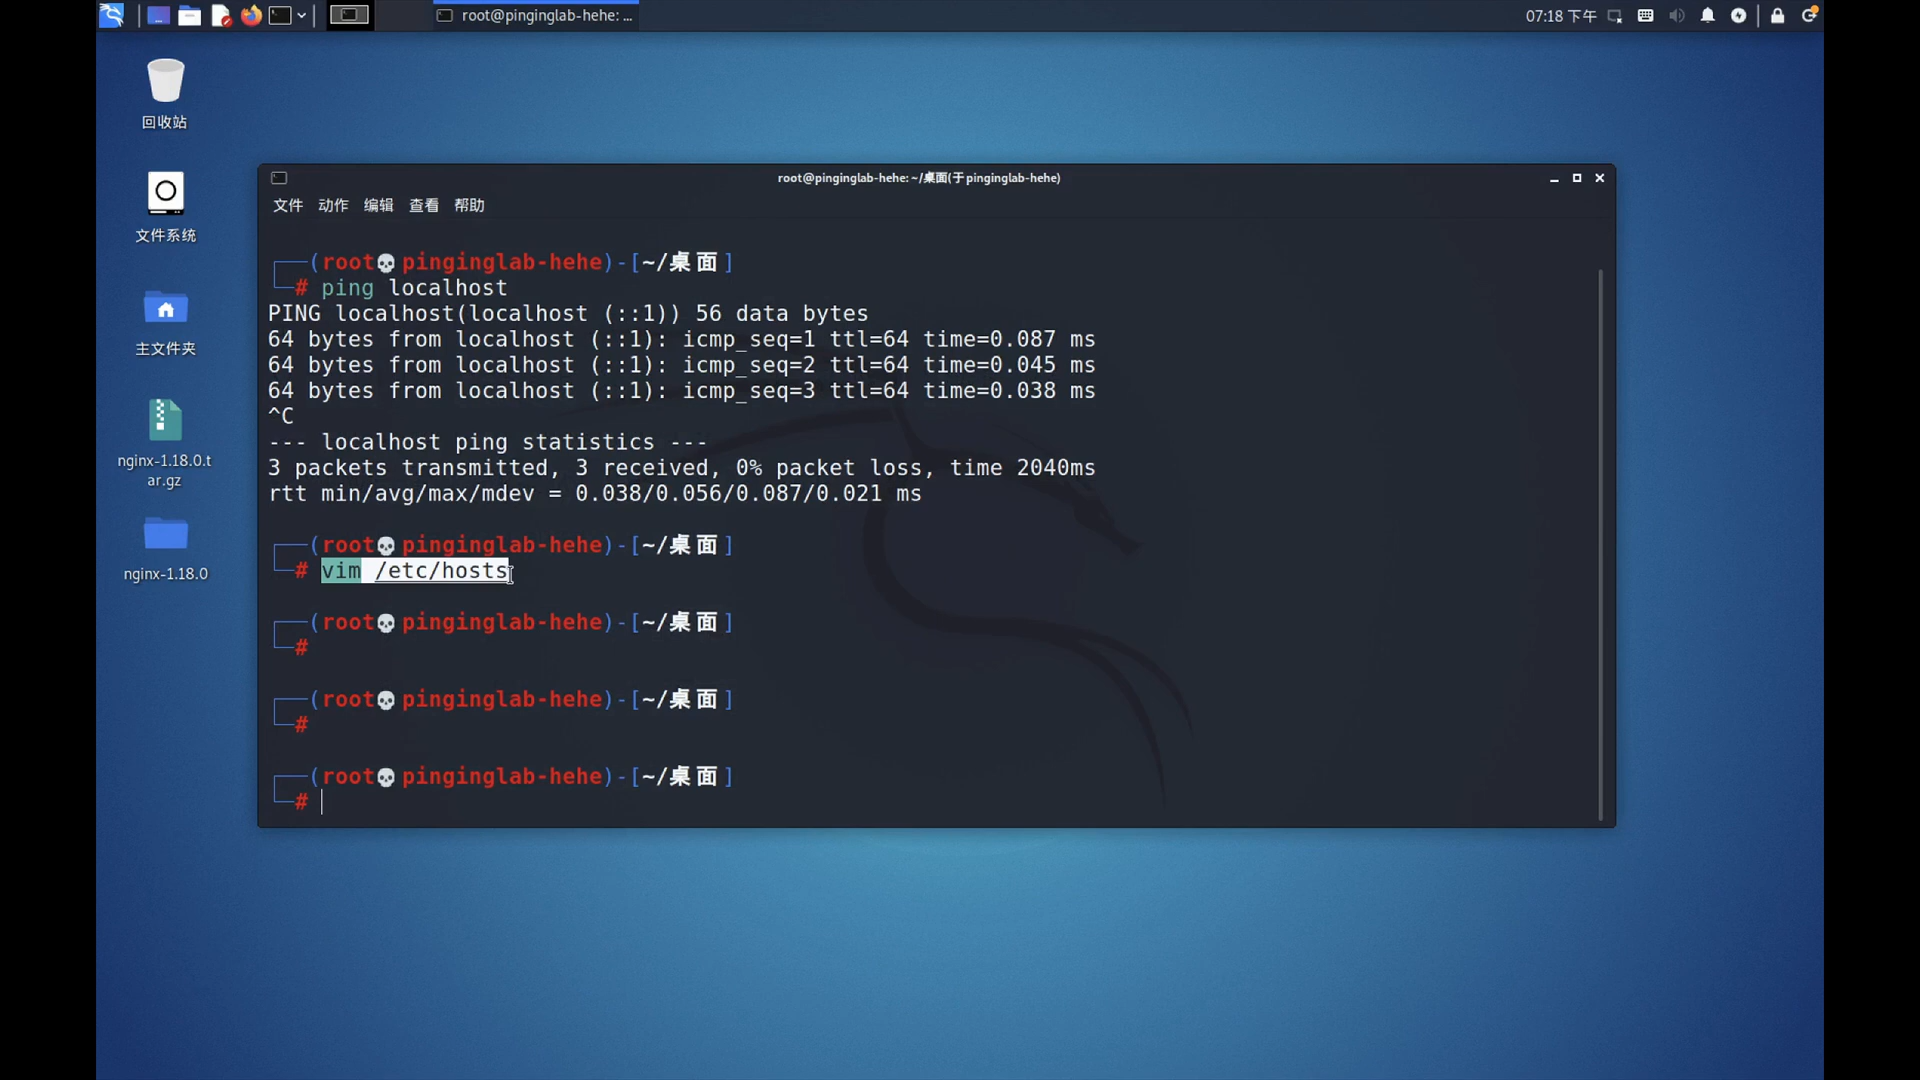 root@pinginglab-hehe: ...
07:18 下午
回收站
文件系统
主文件夹
nginx-1.18.0.t
ar.gz
nginx-1.18.0
root@pinginglab-hehe: ~/桌面(于 pinginglab-hehe)
文件 动作 编辑 查看 帮助
(root💀pinginglab-hehe)-[~/桌面]
# ping localhost
PING localhost(localhost (::1)) 56 data bytes
64 bytes from localhost (::1): icmp_seq=1 ttl=64 time=0.087 ms
64 bytes from localhost (::1): icmp_seq=2 ttl=64 time=0.045 ms
64 bytes from localhost (::1): icmp_seq=3 ttl=64 time=0.038 ms
^C
--- localhost ping statistics ---
3 packets transmitted, 3 received, 0% packet loss, time 2040ms
rtt min/avg/max/mdev = 0.038/0.056/0.087/0.021 ms
(root💀pinginglab-hehe)-[~/桌面]
# vim /etc/hosts
(root💀pinginglab-hehe)-[~/桌面]
#
(root💀pinginglab-hehe)-[~/桌面]
#
(root💀pinginglab-hehe)-[~/桌面]
#